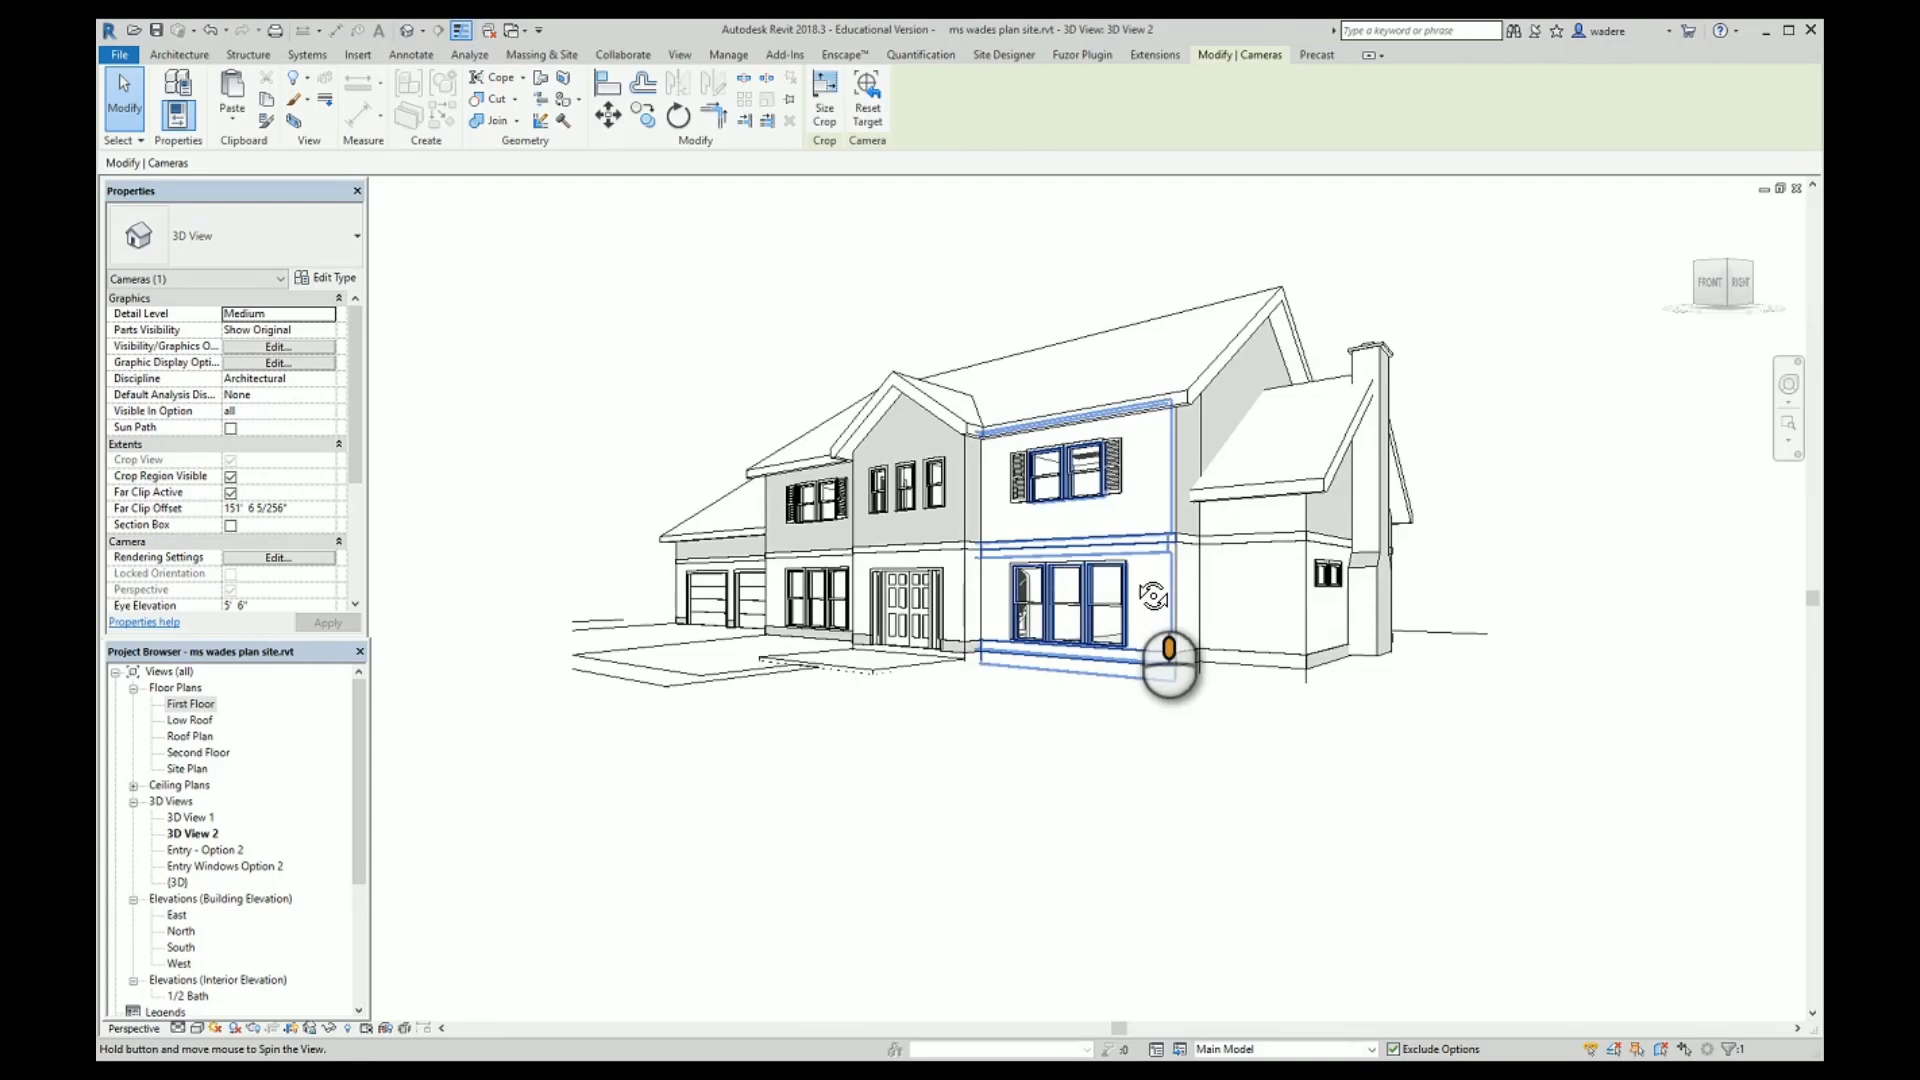 Autodesk Revit 2018.3 - Educational Version - ms wades plan site.rvt - 3D View: 3D View 2
Type a keyword or phrase
wadere
File Architecture Structure Systems Insert Annotate Analyze Massing & Site Collaborate View Manage Add-Ins Enscape™ Quantification Site Designer Fuzor Plugin Extensions Modify | Cameras Precast
Modify Paste Cope Cut Join Size Crop Reset Target
Select Properties Clipboard View Measure Create Geometry Modify Crop Camera
Modify | Cameras
Properties
3D View
Cameras (1) Edit Type
Graphics
Detail Level Medium
Parts Visibility Show Original
Visibility/Graphics O... Edit...
Graphic Display Opti... Edit...
Discipline Architectural
Default Analysis Dis... None
Visible In Option all
Sun Path
Extents
Crop View
Crop Region Visible
Far Clip Active
Far Clip Offset 151' 6 5/256"
Section Box
Camera
Rendering Settings Edit...
Locked Orientation
Perspective
Eye Elevation 5' 6"
Properties help Apply
Project Browser - ms wades plan site.rvt
Views (all)
Floor Plans
First Floor
Low Roof
Roof Plan
Second Floor
Site Plan
Ceiling Plans
3D Views
3D View 1
3D View 2
Entry - Option 2
Entry Windows Option 2
{3D}
Elevations (Building Elevation)
East
North
South
West
Elevations (Interior Elevation)
1/2 Bath
Legends
FRONT RIGHT
Perspective
Hold button and move mouse to Spin the View.
:0 Main Model Exclude Options :1